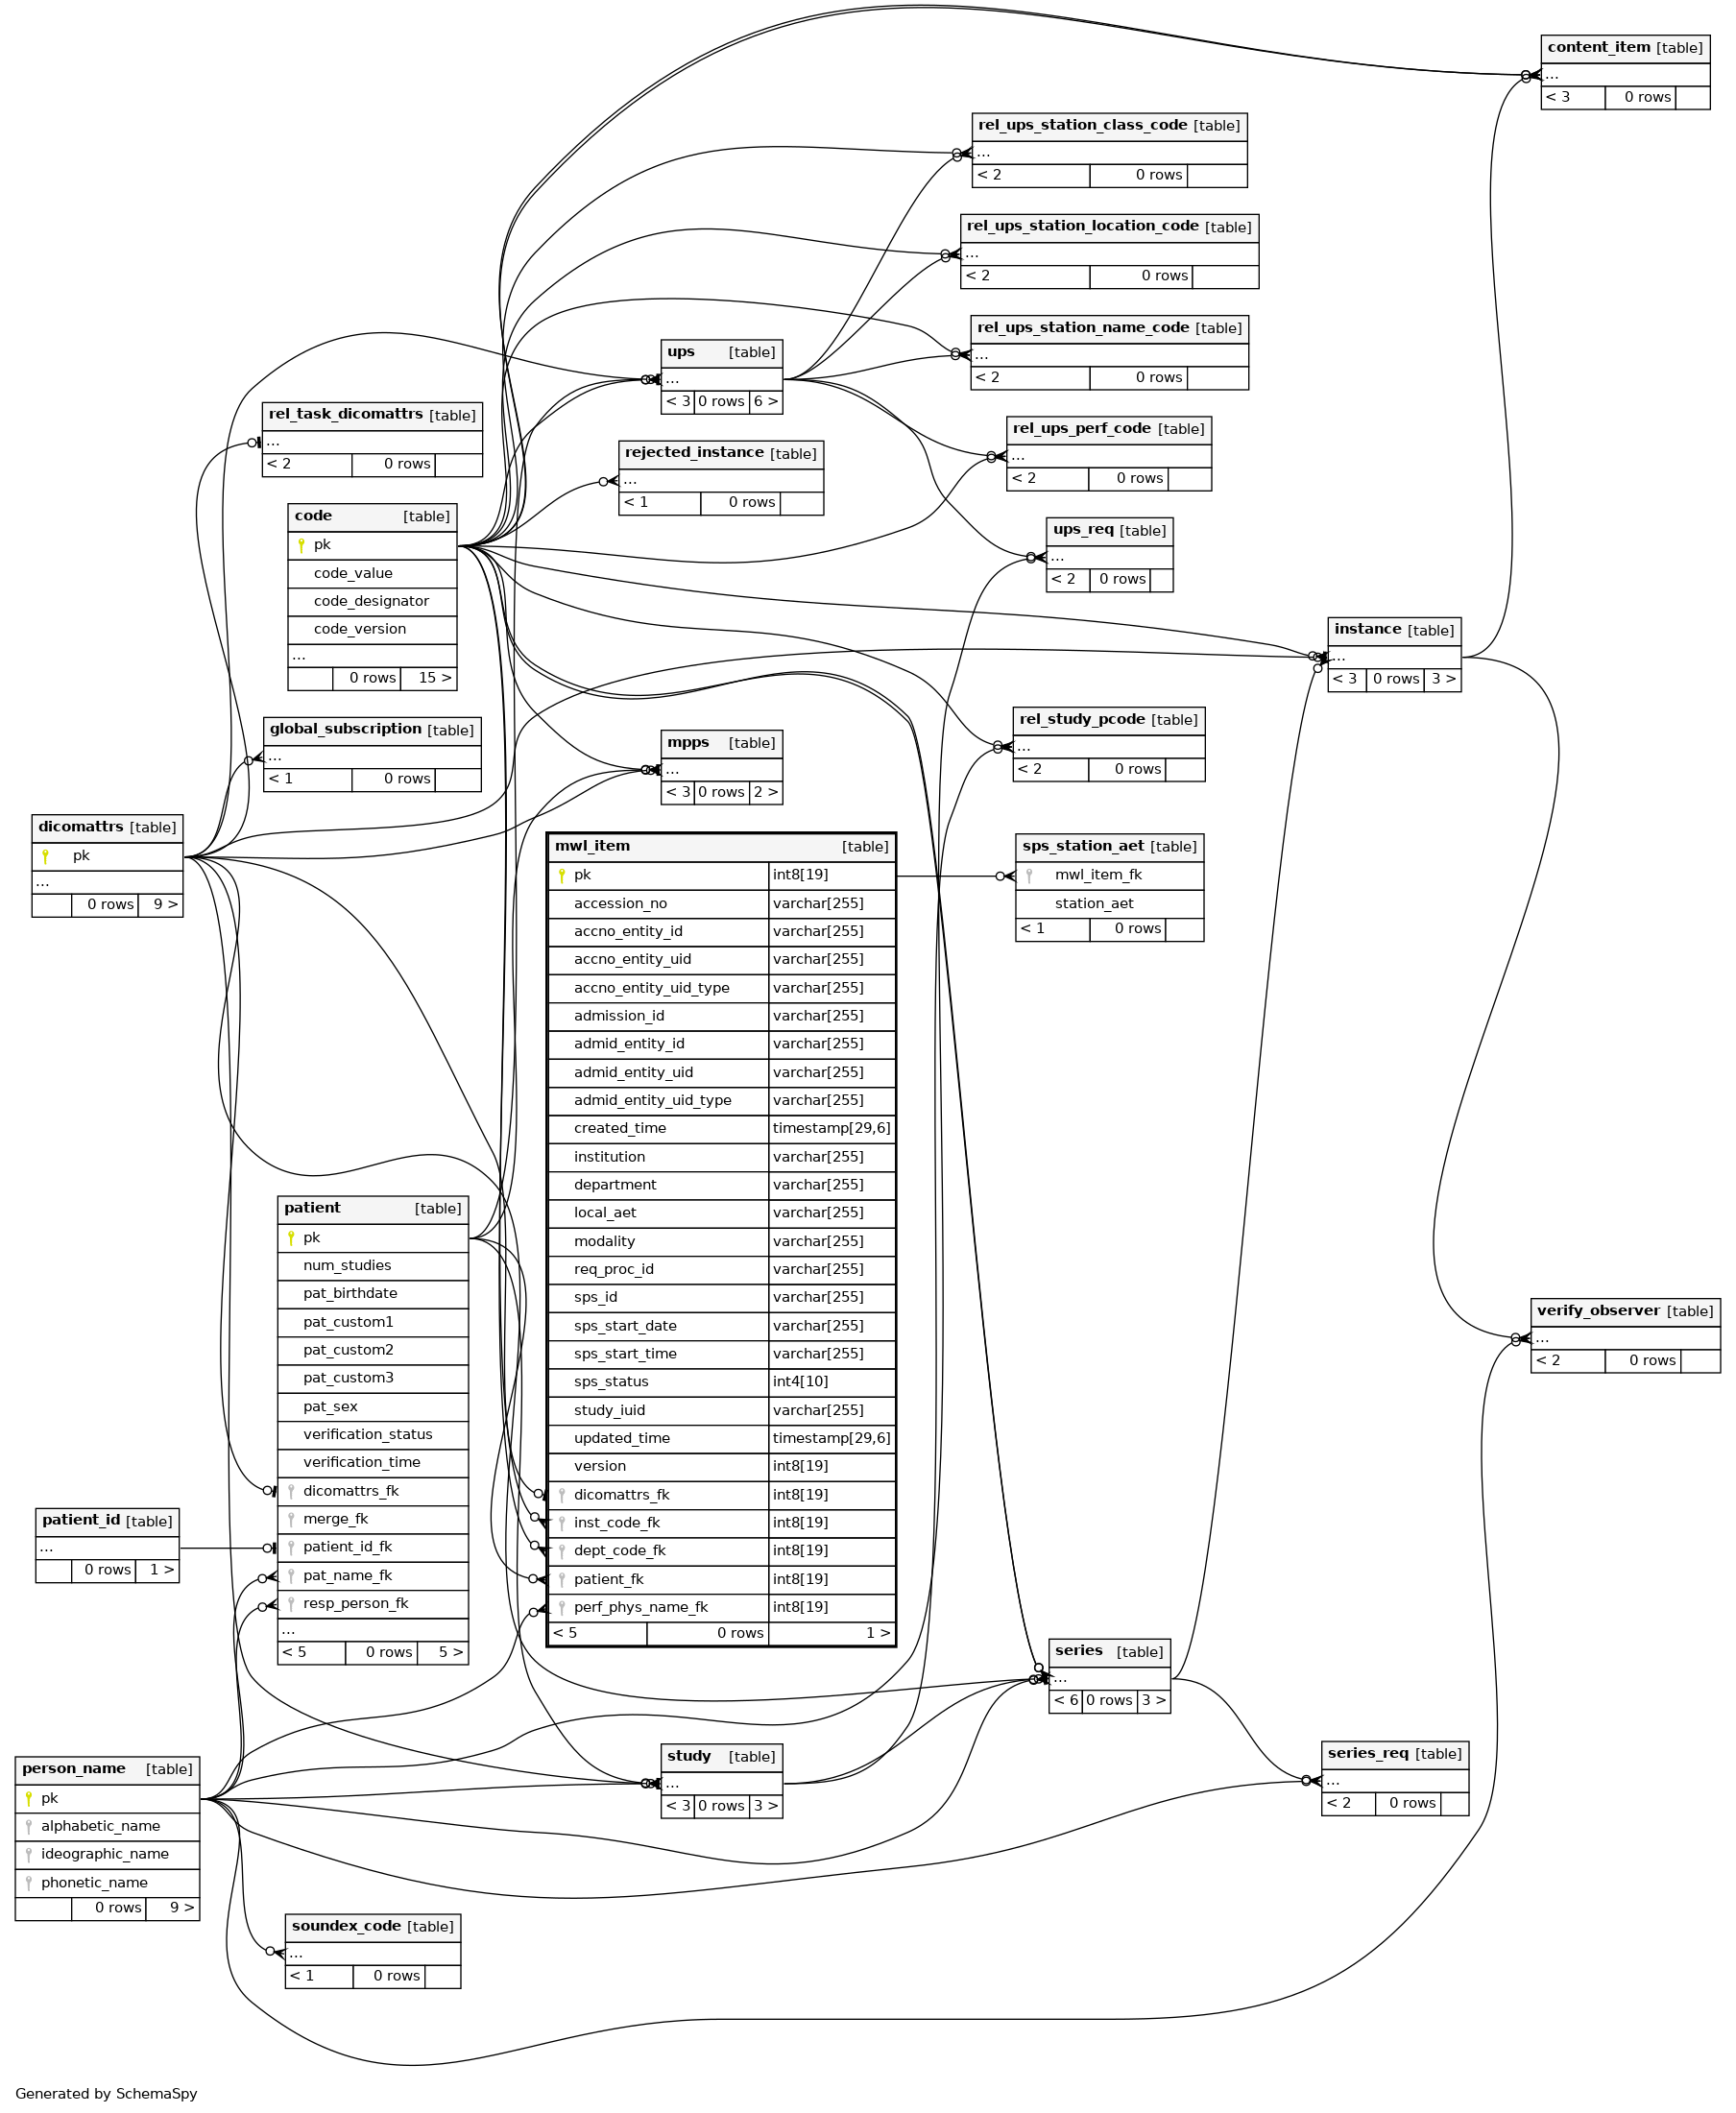 content_item [table]
...
< 3 0 rows
rel_ups_station_class_code [table]
...
< 2 0 rows
rel_ups_station_location_code [table]
...
< 2 0 rows
rel_ups_station_name_code [table]
...
< 2 0 rows
ups [table]
...
< 3 0 rows 6 >
rel_task_dicomattrs [table]
...
< 2 0 rows
rel_ups_perf_code [table]
...
< 2 0 rows
rejected_instance [table]
...
< 1 0 rows
code [table]
pk
code_value
code_designator
code_version
...
0 rows 15 >
ups_req [table]
...
< 2 0 rows
instance [table]
...
< 3 0 rows 3 >
rel_study_pcode [table]
...
< 2 0 rows
global_subscription [table]
...
< 1 0 rows
mpps [table]
...
< 3 0 rows 2 >
dicomattrs [table]
pk
...
0 rows 9 >
mwl_item [table]
pk int8[19]
accession_no varchar[255]
accno_entity_id varchar[255]
accno_entity_uid varchar[255]
accno_entity_uid_type varchar[255]
admission_id varchar[255]
admid_entity_id varchar[255]
admid_entity_uid varchar[255]
admid_entity_uid_type varchar[255]
created_time timestamp[29,6]
institution varchar[255]
department varchar[255]
local_aet varchar[255]
modality varchar[255]
req_proc_id varchar[255]
sps_id varchar[255]
sps_start_date varchar[255]
sps_start_time varchar[255]
sps_status int4[10]
study_iuid varchar[255]
updated_time timestamp[29,6]
version int8[19]
dicomattrs_fk int8[19]
inst_code_fk int8[19]
dept_code_fk int8[19]
patient_fk int8[19]
perf_phys_name_fk int8[19]
< 5 0 rows 1 >
sps_station_aet [table]
mwl_item_fk
station_aet
< 1 0 rows
patient [table]
pk
num_studies
pat_birthdate
pat_custom1
pat_custom2
pat_custom3
pat_sex
verification_status
verification_time
dicomattrs_fk
merge_fk
patient_id_fk
pat_name_fk
resp_person_fk
...
< 5 0 rows 5 >
verify_observer [table]
...
< 2 0 rows
patient_id [table]
...
0 rows 1 >
series [table]
...
< 6 0 rows 3 >
series_req [table]
...
< 2 0 rows
study [table]
...
< 3 0 rows 3 >
person_name [table]
pk
alphabetic_name
ideographic_name
phonetic_name
0 rows 9 >
soundex_code [table]
...
< 1 0 rows
Generated by SchemaSpy